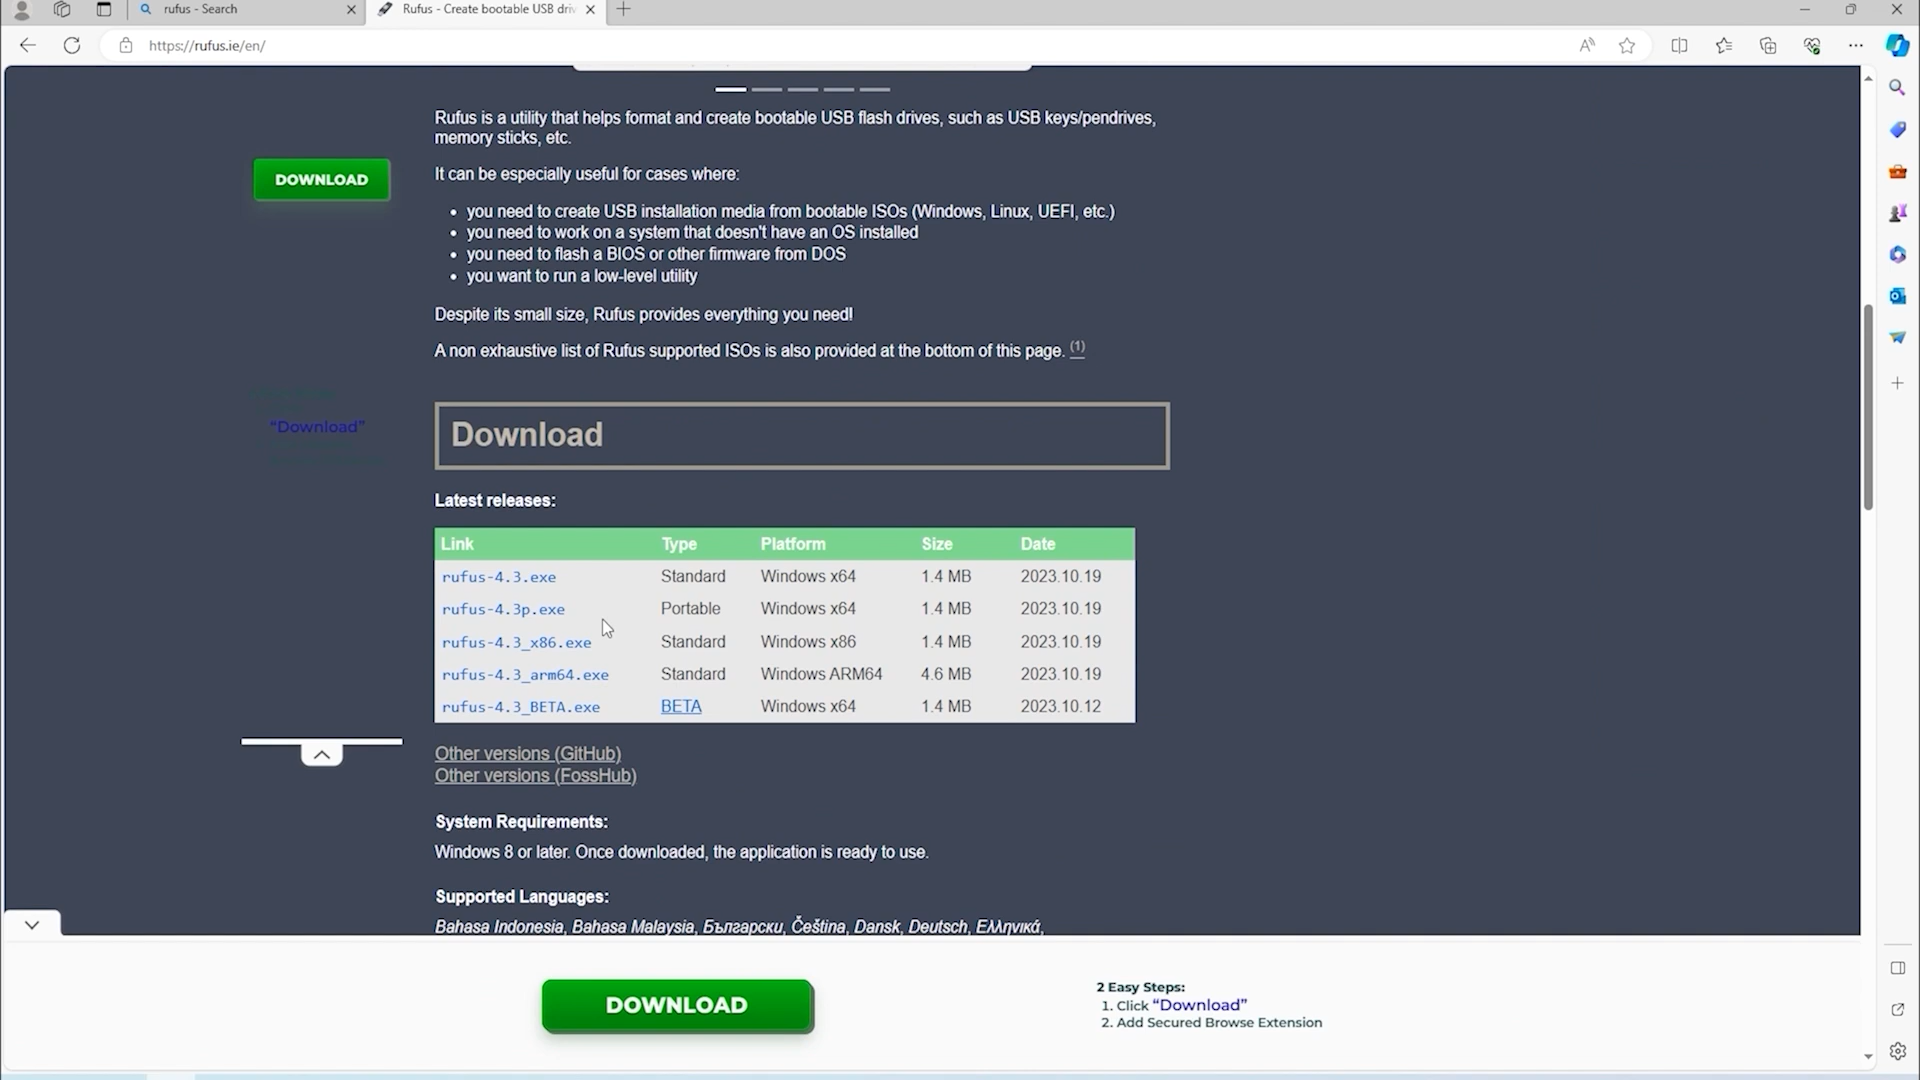 rufus - Search
Rufus - Create bootable USB driv
https://rufus.ie/en/
Rufus is a utility that helps format and create bootable USB flash drives, such as USB keys/pendrives,
memory sticks, etc.
DOWNLOAD
It can be especially useful for cases where:
• you need to create USB installation media from bootable ISOs (Windows, Linux, UEFI, etc.)
• you need to work on a system that doesn't have an OS installed
• you need to flash a BIOS or other firmware from DOS
• you want to run a low-level utility
Despite its small size, Rufus provides everything you need!
A non exhaustive list of Rufus supported ISOs is also provided at the bottom of this page. (1)
"Download"
Download
Latest releases:
Link Type Platform Size Date
rufus-4.3.exe Standard Windows x64 1.4 MB 2023.10.19
rufus-4.3p.exe Portable Windows x64 1.4 MB 2023.10.19
rufus-4.3_x86.exe Standard Windows x86 1.4 MB 2023.10.19
rufus-4.3_arm64.exe Standard Windows ARM64 4.6 MB 2023.10.19
rufus-4.3_BETA.exe BETA Windows x64 1.4 MB 2023.10.12
Other versions (GitHub)
Other versions (FossHub)
System Requirements:
Windows 8 or later. Once downloaded, the application is ready to use.
Supported Languages:
Bahasa Indonesia, Bahasa Malaysia, Български, Čeština, Dansk, Deutsch, Ελληνικά,
DOWNLOAD
2 Easy Steps:
1. Click "Download"
2. Add Secured Browse Extension